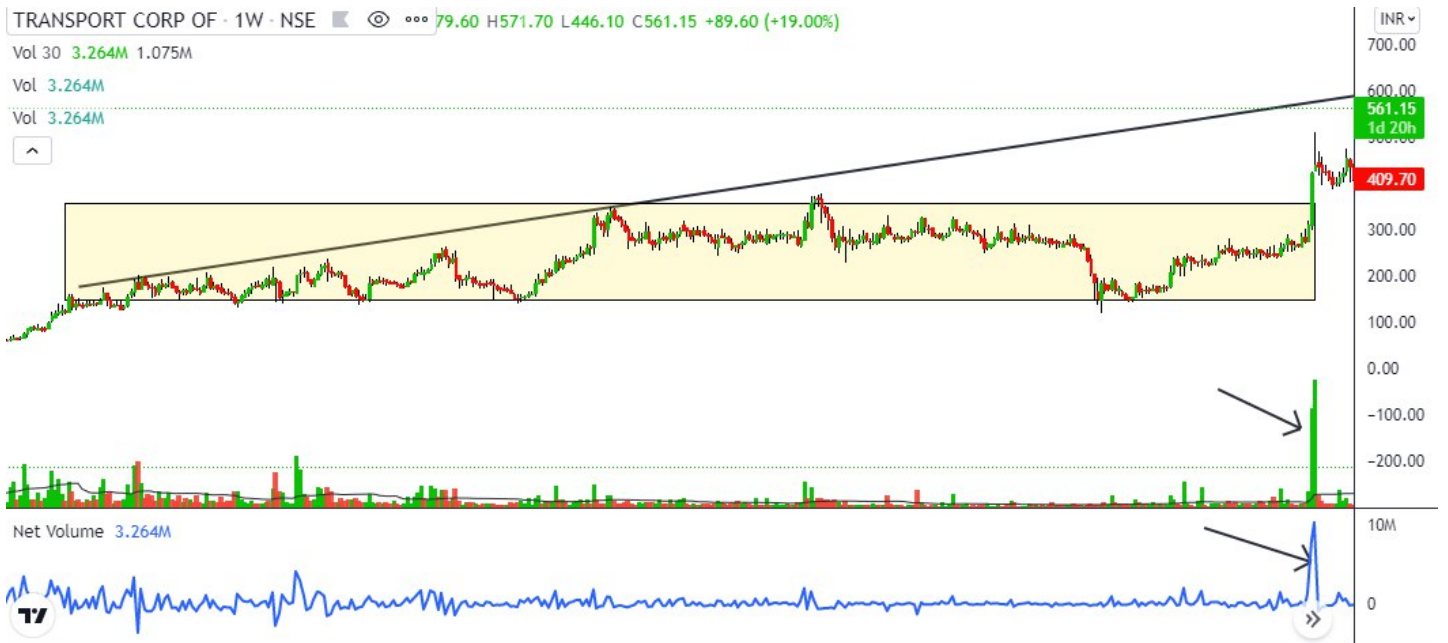 TRANSPORT CORP OF · 1W · NSE 79.60 H571.70 L446.10 C561.15 +89.60 (+19.00%)
INR
Vol 30 3.264M 1.075M
Vol 3.264M
Vol 3.264M
700.00
600.00
561.15
1d 20h
409.70
300.00
200.00
100.00
0.00
−100.00
−200.00
Net Volume 3.264M
10M
0